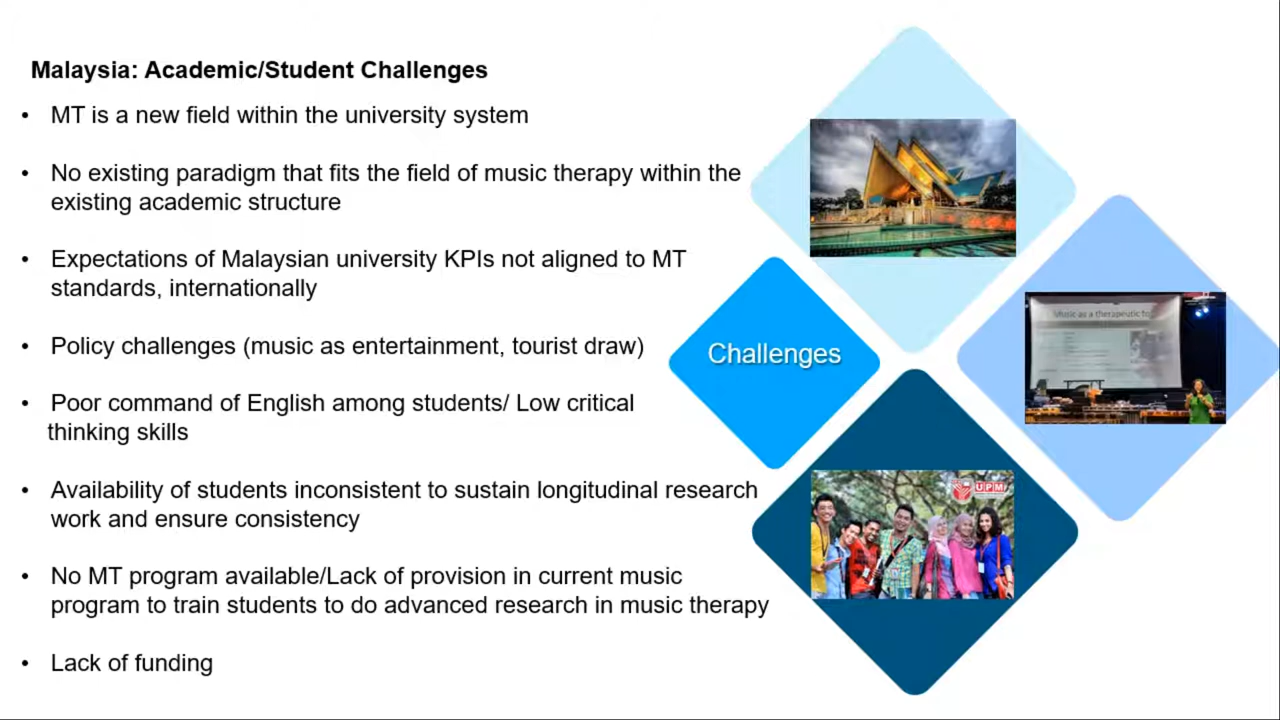 Malaysia: Academic/Student Challenges
• MT is a new field within the university system
• No existing paradigm that fits the field of music therapy within the
existing academic structure
• Expectations of Malaysian university KPIs not aligned to MT
standards, internationally
• Policy challenges (music as entertainment, tourist draw)
• Poor command of English among students/ Low critical
thinking skills
• Availability of students inconsistent to sustain longitudinal research
work and ensure consistency
• No MT program available/Lack of provision in current music
program to train students to do advanced research in music therapy
• Lack of funding
Challenges
Music as a therapeutic
UPM